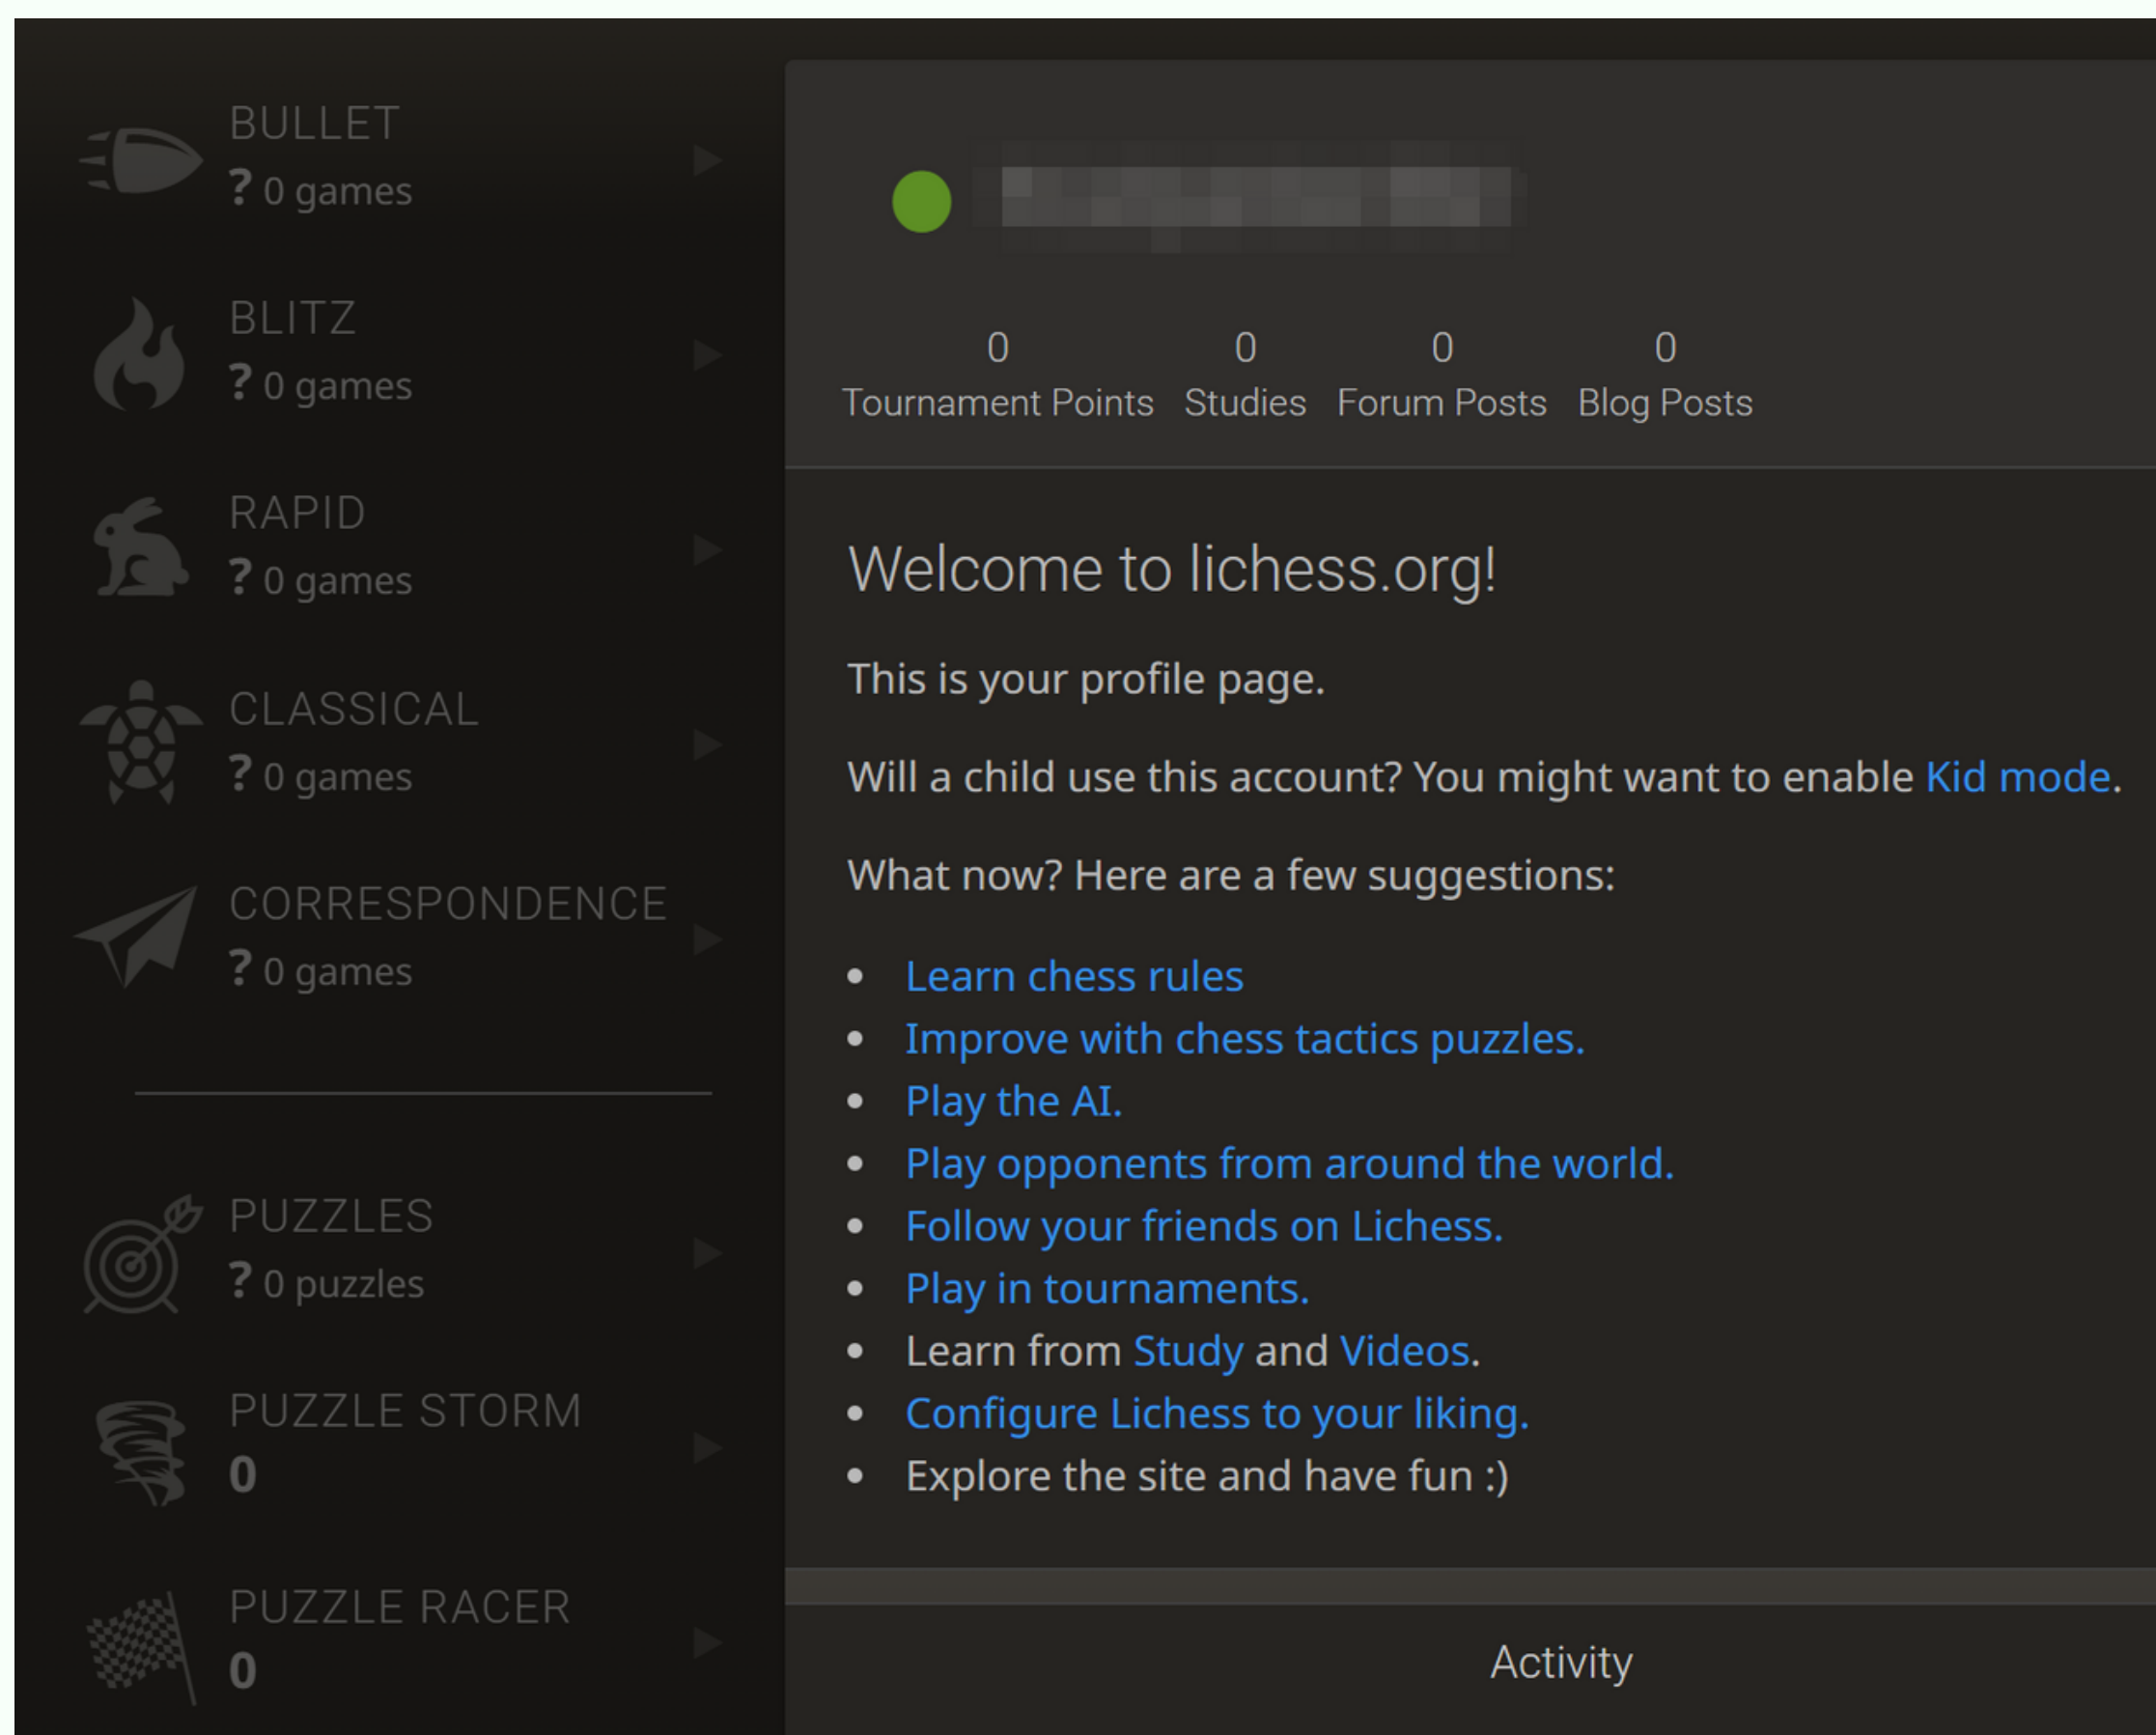 BULLET
? 0 games
BLITZ
? 0 games
RAPID
? 0 games
CLASSICAL
? 0 games
CORRESPONDENCE
? 0 games
PUZZLES
? 0 puzzles
PUZZLE STORM
0
PUZZLE RACER
0
0 0 0 0
Tournament Points Studies Forum Posts Blog Posts
Welcome to lichess.org!
This is your profile page.
Will a child use this account? You might want to enable Kid mode.
What now? Here are a few suggestions:
• Learn chess rules
• Improve with chess tactics puzzles.
• Play the AI.
• Play opponents from around the world.
• Follow your friends on Lichess.
• Play in tournaments.
• Learn from Study and Videos.
• Configure Lichess to your liking.
• Explore the site and have fun :)
Activity